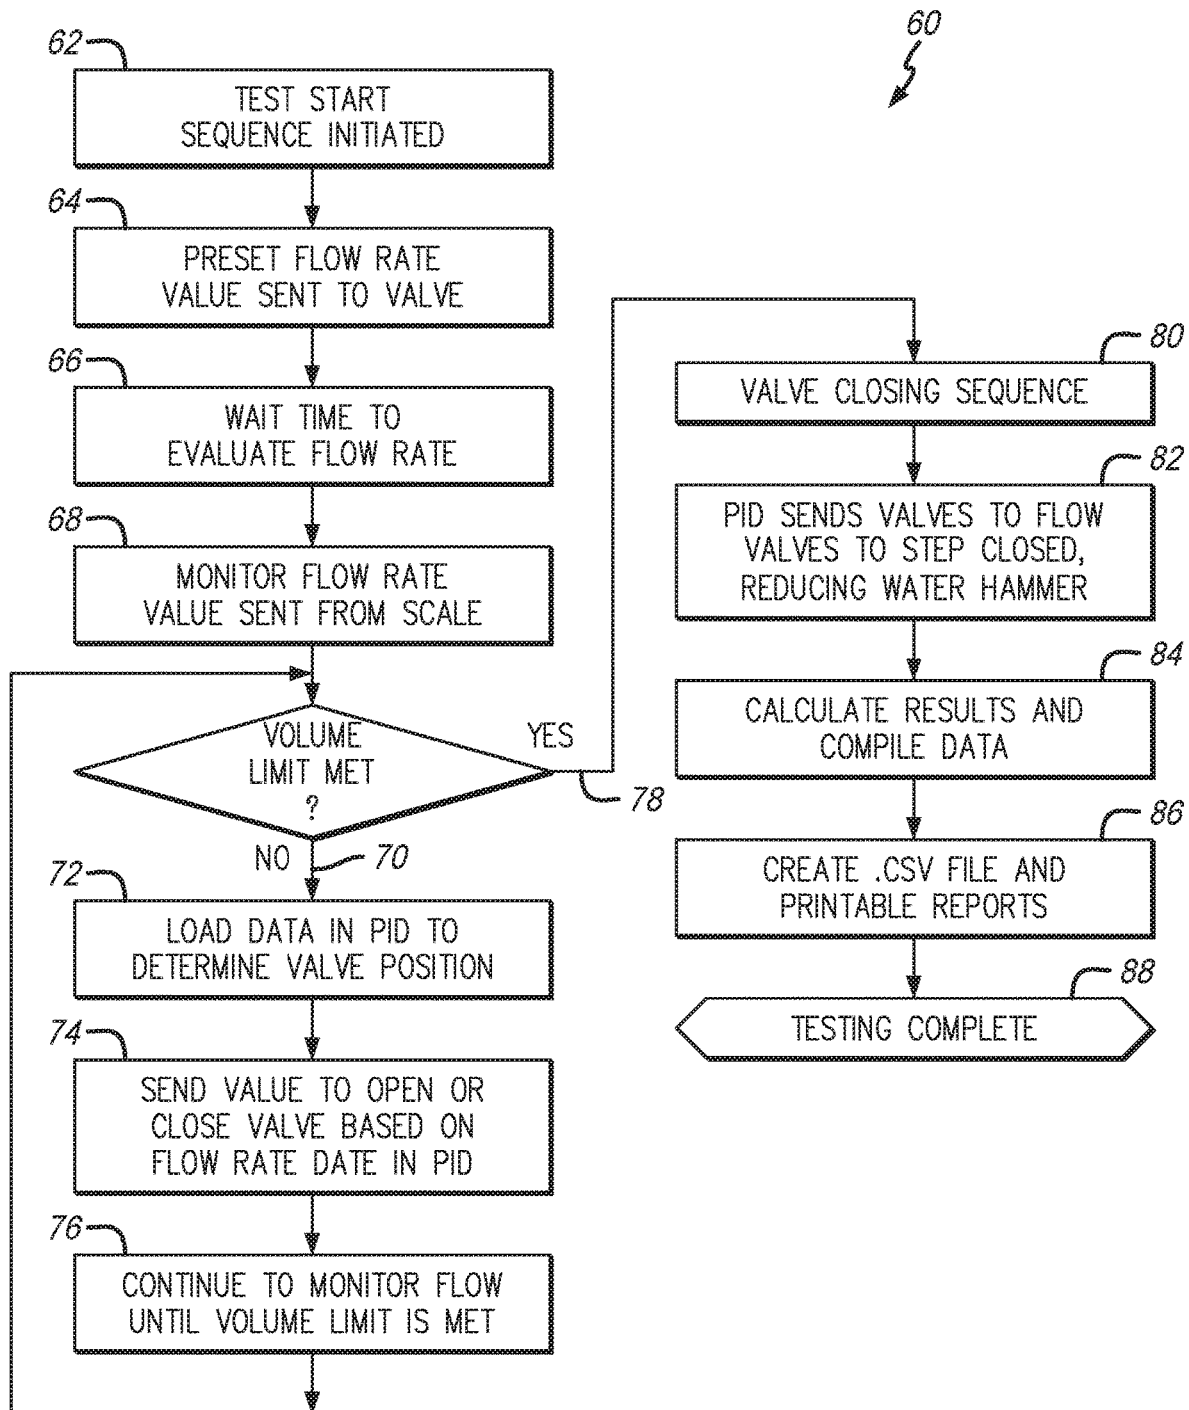 60
62
TEST START
SEQUENCE INITIATED
64
PRESET FLOW RATE
VALUE SENT TO VALVE
66
WAIT TIME TO
EVALUATE FLOW RATE
68
MONITOR FLOW RATE
VALUE SENT FROM SCALE
VOLUME
LIMIT MET
?
YES
78
NO
70
72
LOAD DATA IN PID TO
DETERMINE VALVE POSITION
74
SEND VALUE TO OPEN OR
CLOSE VALVE BASED ON
FLOW RATE DATE IN PID
76
CONTINUE TO MONITOR FLOW
UNTIL VOLUME LIMIT IS MET
80
VALVE CLOSING SEQUENCE
82
PID SENDS VALVES TO FLOW
VALVES TO STEP CLOSED,
REDUCING WATER HAMMER
84
CALCULATE RESULTS AND
COMPILE DATA
86
CREATE .CSV FILE AND
PRINTABLE REPORTS
88
TESTING COMPLETE